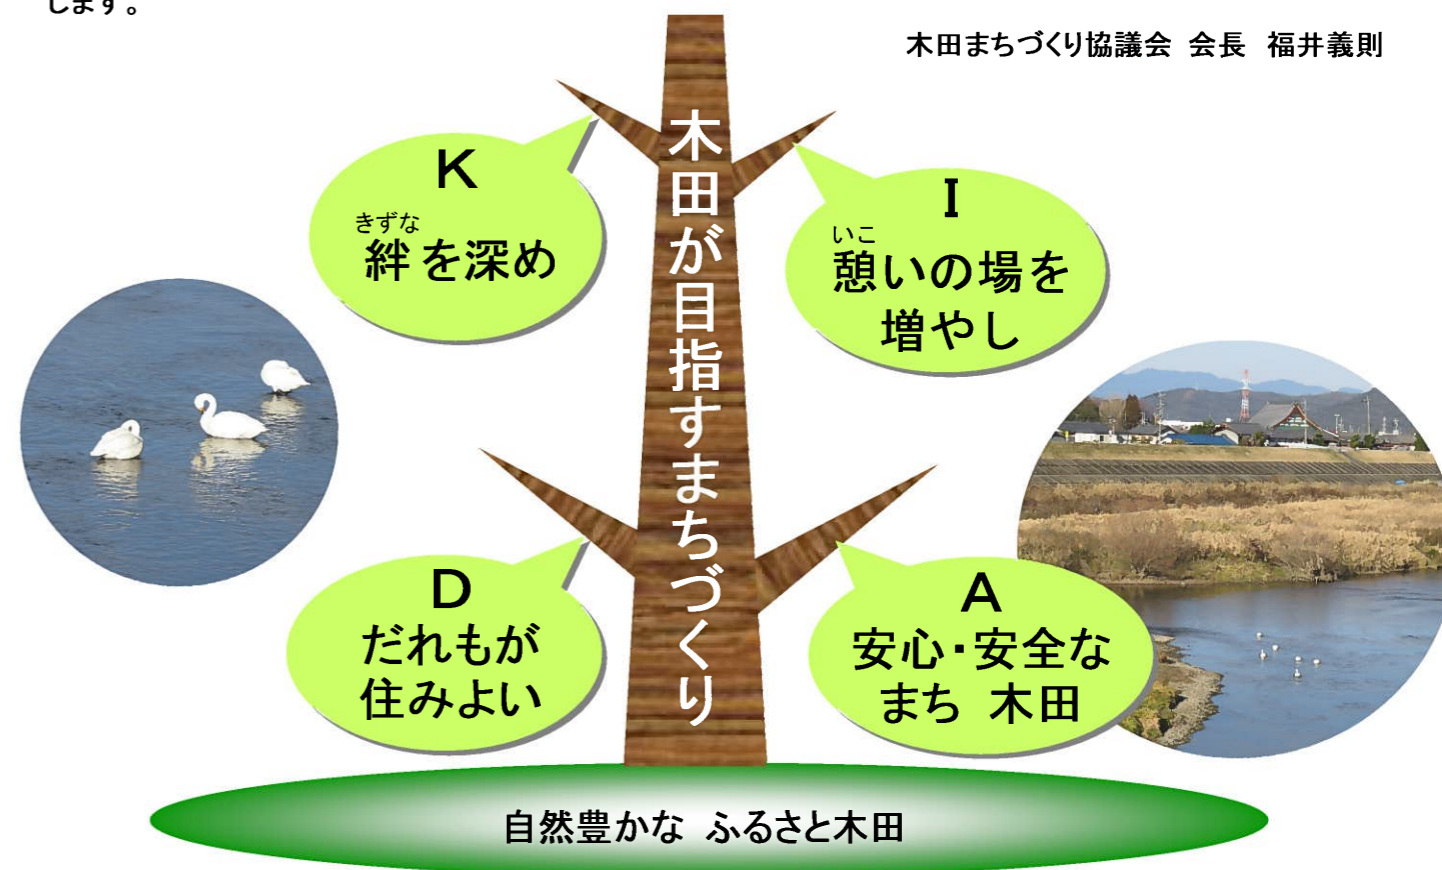 します。
木田まちづくり協議会 会長 福井義則
木田が目指すまちづくり
K
きずな
絆を深め
I
いこ
憩いの場を
増やし
D
だれもが
住みよい
A
安心・安全な
まち 木田
自然豊かな ふるさと木田